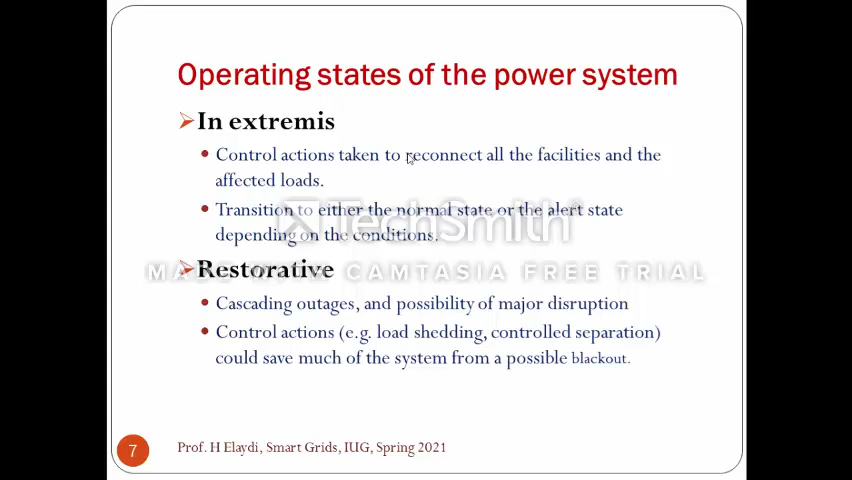 Operating states of the power system
In extremis
Control actions taken to reconnect all the facilities and the
affected loads.
Transition to either the normal state or the alert state
depending on the conditions.
TechSmith
MADE WITH CAMTASIA FREE TRIAL
Restorative
Cascading outages, and possibility of major disruption
Control actions (e.g. load shedding, controlled separation)
could save much of the system from a possible blackout.
7
Prof. H Elaydi, Smart Grids, IUG, Spring 2021